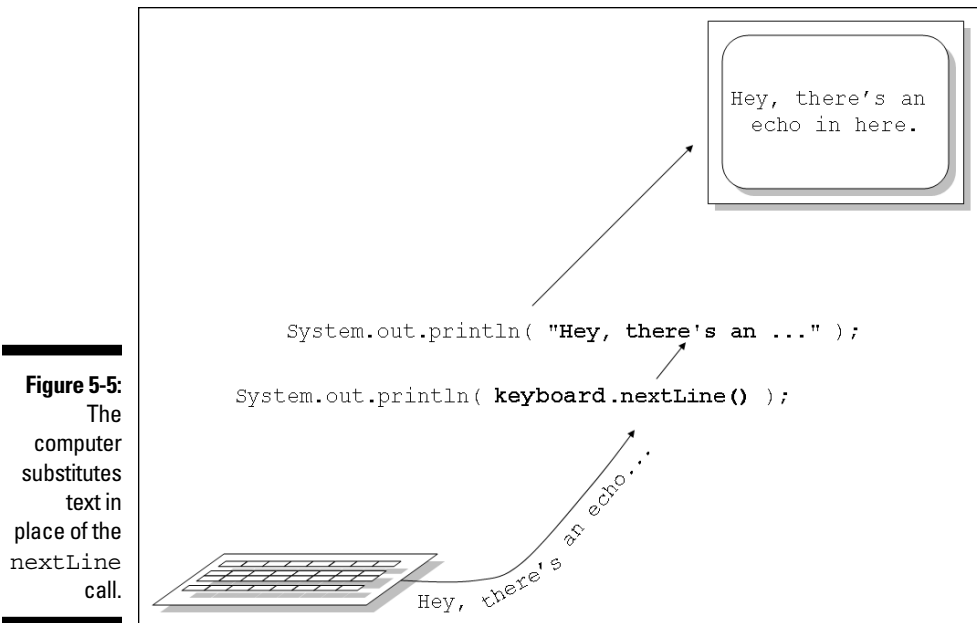 Hey, there's an
echo in here.
System.out.println( "Hey, there's an ..." );
System.out.println( keyboard.nextLine() );
Hey, there's an echo...
Figure 5-5:
The
computer
substitutes
text in
place of the
nextLine
call.